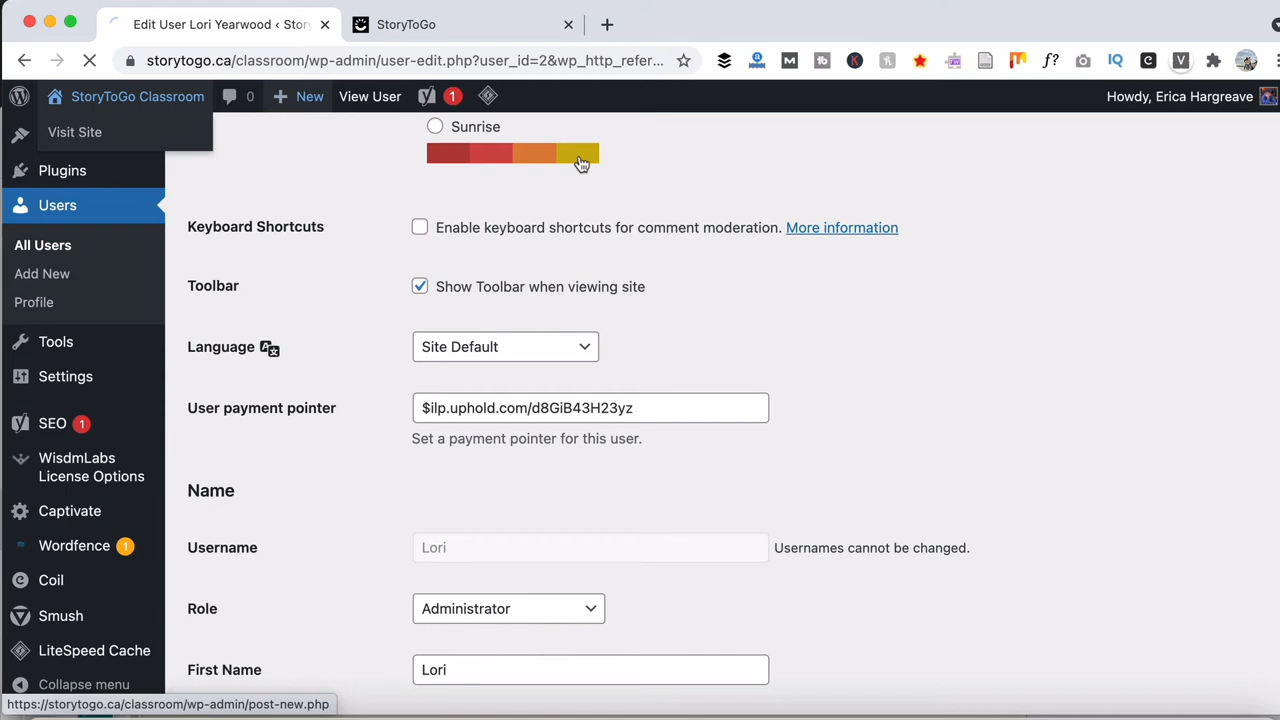 Edit User Lori Yearwood ‹ Stor
StoryToGo
storytogo.ca/classroom/wp-admin/user-edit.php?user_id=2&wp_http_refer...
StoryToGo Classroom
0
New
View User
1
Howdy, Erica Hargreave
Visit Site
Sunrise
Plugins
Users
All Users
Add New
Profile
Tools
Settings
SEO 1
WisdmLabs
License Options
Captivate
Wordfence 1
Coil
Smush
LiteSpeed Cache
Collapse menu
Keyboard Shortcuts
Enable keyboard shortcuts for comment moderation. More information
Toolbar
Show Toolbar when viewing site
Language
Site Default
User payment pointer
$ilp.uphold.com/d8GiB43H23yz
Set a payment pointer for this user.
Name
Username
Lori
Usernames cannot be changed.
Role
Administrator
First Name
Lori
https://storytogo.ca/classroom/wp-admin/post-new.php